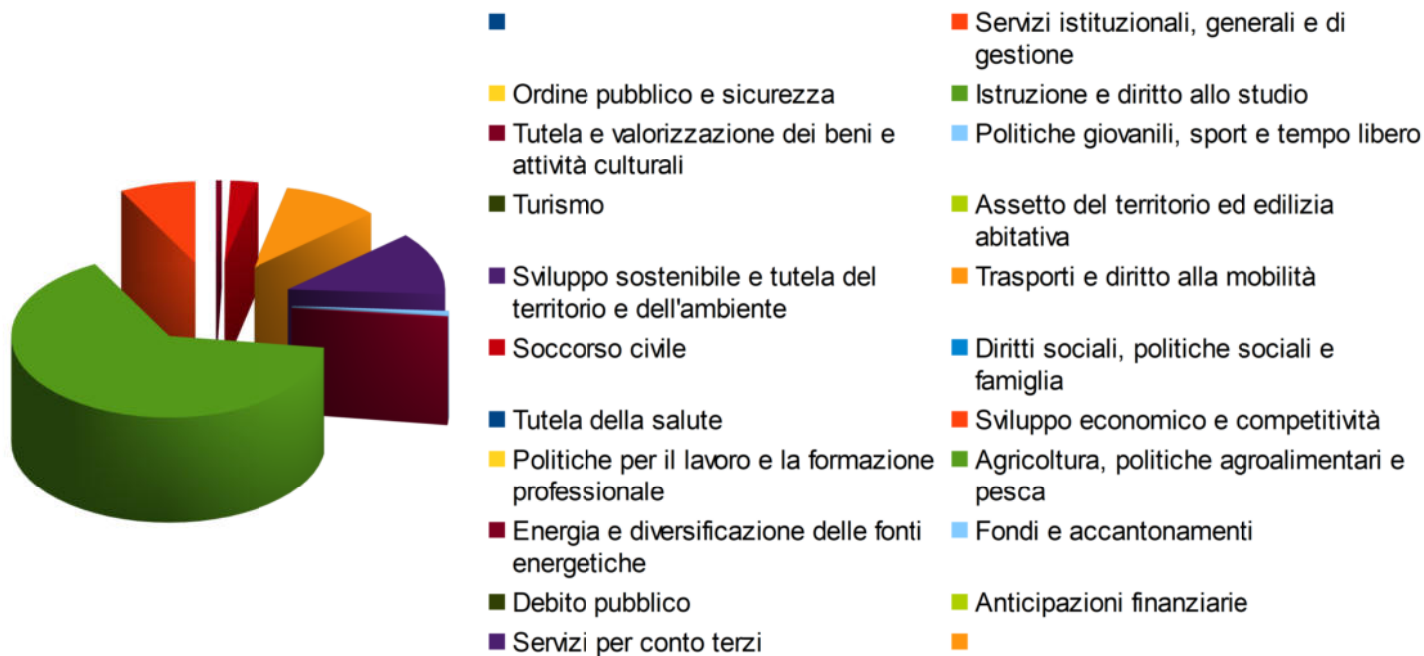 Servizi istituzionali, generali e di
gestione
Ordine pubblico e sicurezza
Istruzione e diritto allo studio
Tutela e valorizzazione dei beni e
attività culturali
Politiche giovanili, sport e tempo libero
Turismo
Assetto del territorio ed edilizia
abitativa
Sviluppo sostenibile e tutela del
territorio e dell'ambiente
Trasporti e diritto alla mobilità
Soccorso civile
Diritti sociali, politiche sociali e
famiglia
Tutela della salute
Sviluppo economico e competitività
Politiche per il lavoro e la formazione
professionale
Agricoltura, politiche agroalimentari e
pesca
Energia e diversificazione delle fonti
energetiche
Fondi e accantonamenti
Debito pubblico
Anticipazioni finanziarie
Servizi per conto terzi